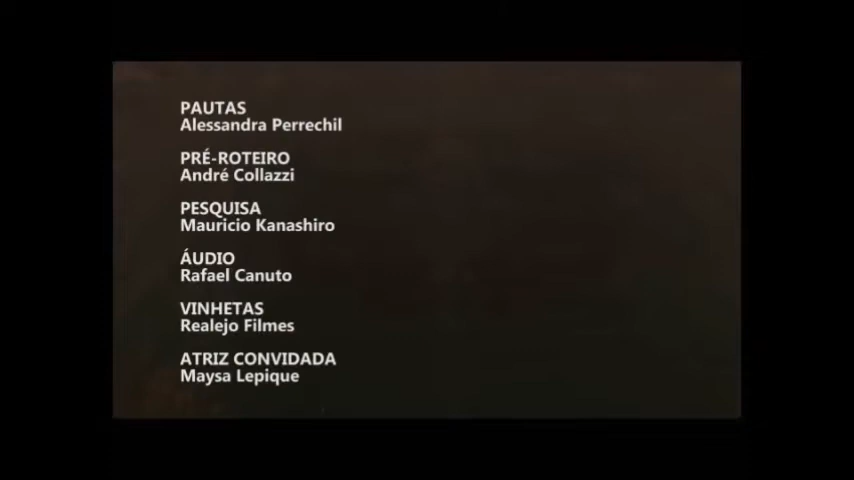 PAUTAS
Alessandra Perrechil
PRÉ-ROTEIRO
André Collazzi
PESQUISA
Mauricio Kanashiro
ÁUDIO
Rafael Canuto
VINHETAS
Realejo Filmes
ATRIZ CONVIDADA
Maysa Lepique